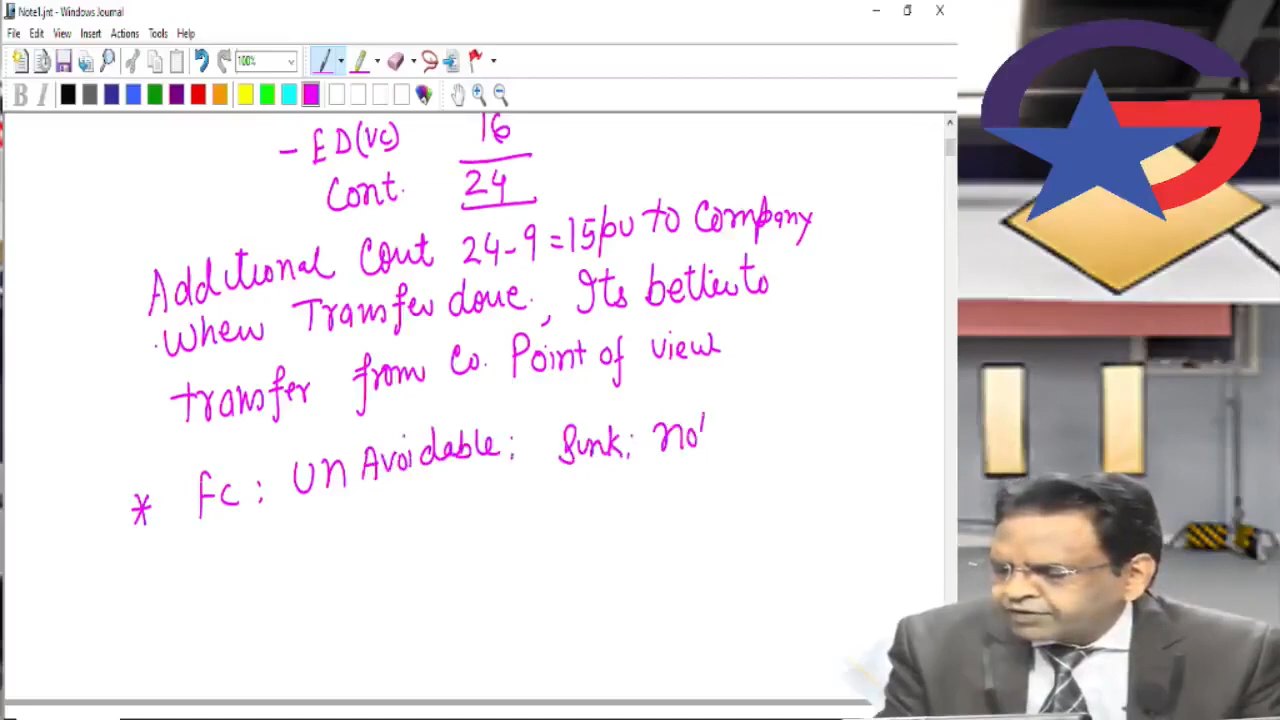 Note1.jnt - Windows Journal
File Edit View Insert Actions Tools Help
100%
B I
- ED(VC) 16
Cont. 24
Additional Cont 24-9 = 15 pu to Company
When Transfer done, Its better to
transfer from Co. Point of view
* FC: UN Avoidable; Sunk; no